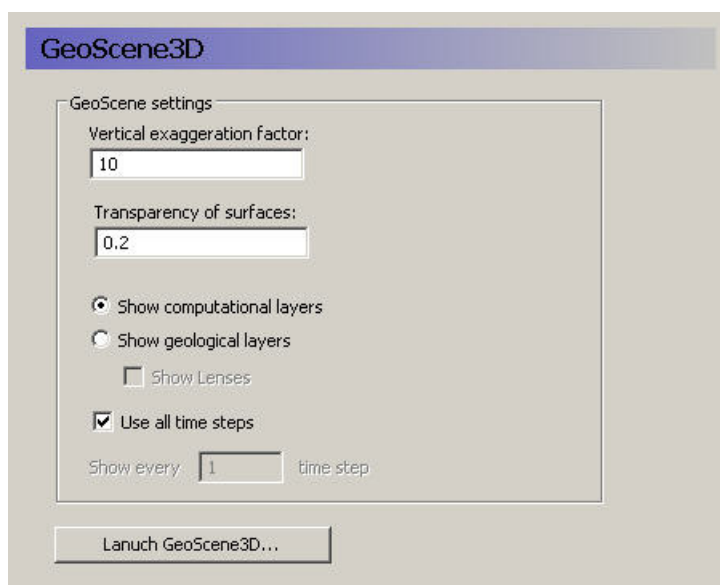 GeoScene3D
GeoScene settings
Vertical exaggeration factor:
10
Transparency of surfaces:
0.2
Show computational layers
Show geological layers
Show Lenses
Use all time steps
Show every 1 time step
Lanuch GeoScene3D...